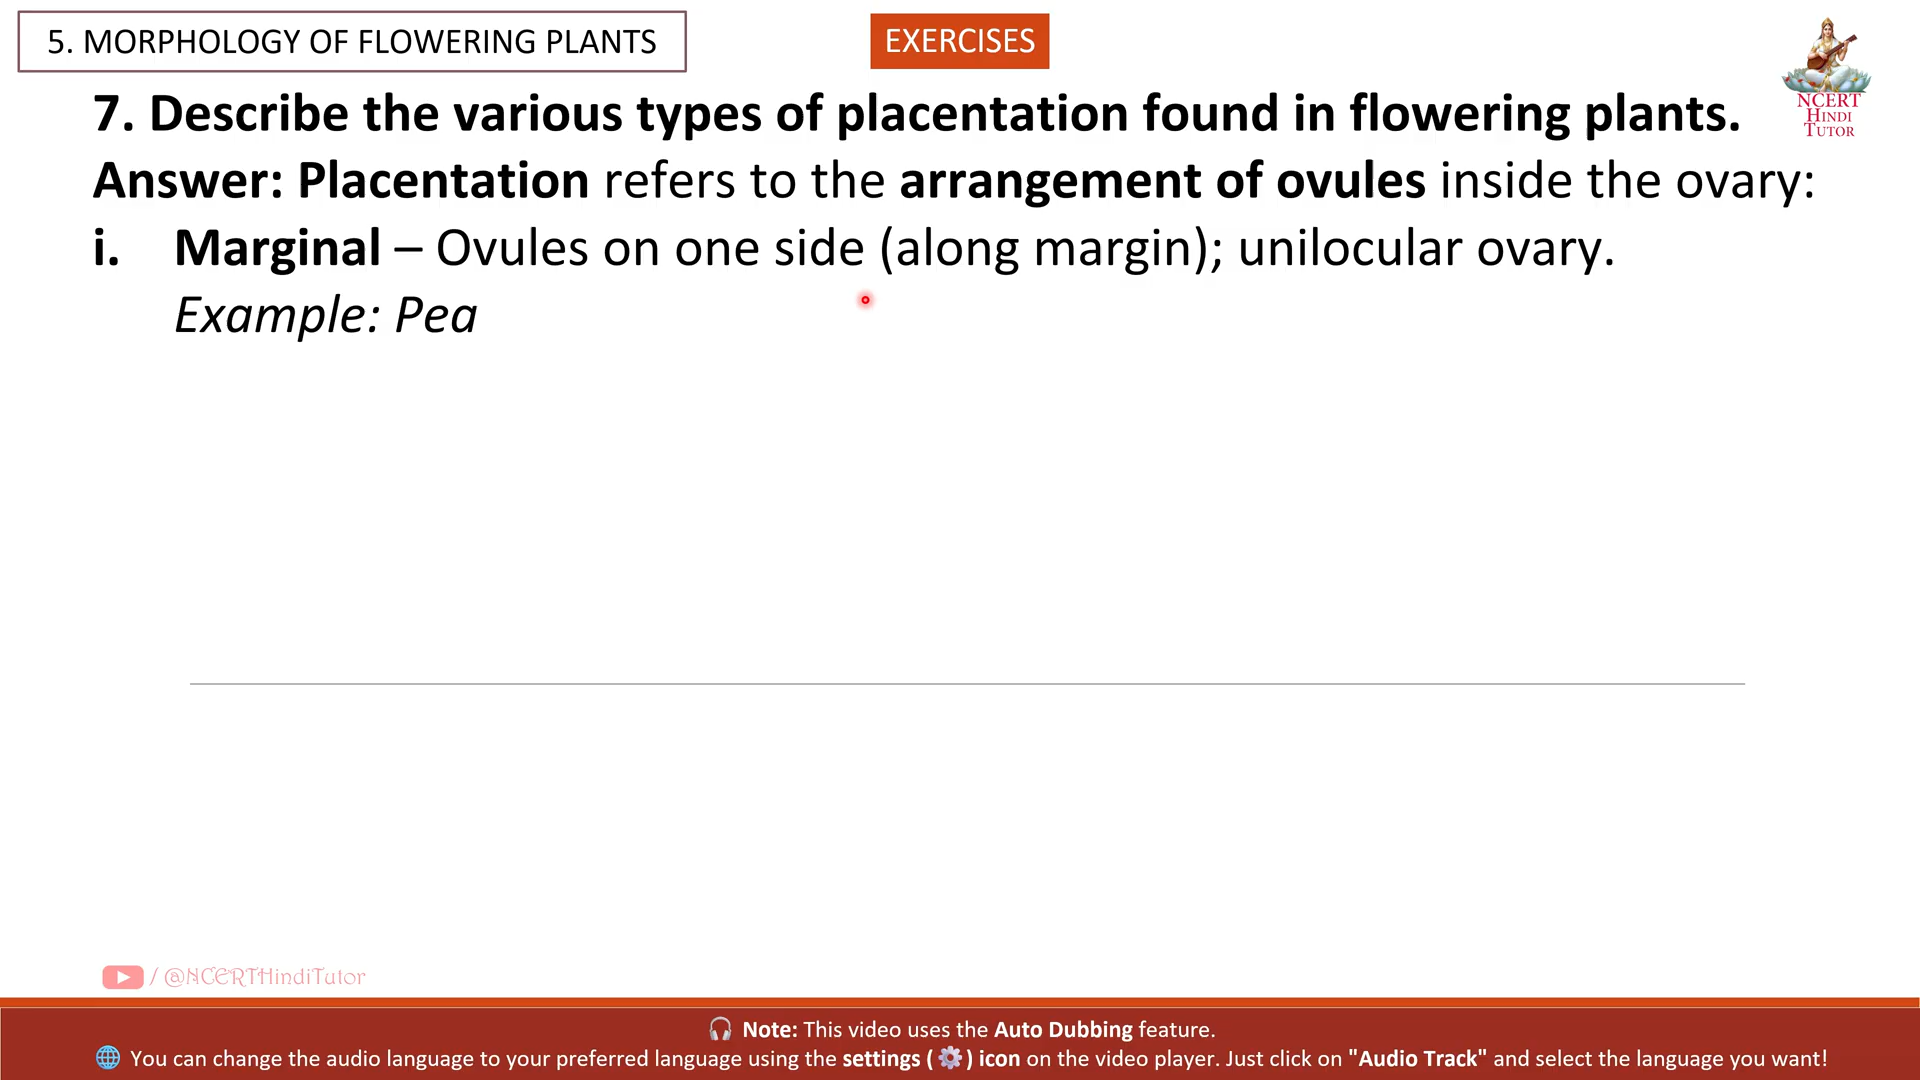 5. MORPHOLOGY OF FLOWERING PLANTS
EXERCISES
NCERT
HINDI
TUTOR
7. Describe the various types of placentation found in flowering plants.
Answer: Placentation refers to the arrangement of ovules inside the ovary:
i. Marginal – Ovules on one side (along margin); unilocular ovary.
Example: Pea
/ @NCERTHindiTutor
Note: This video uses the Auto Dubbing feature.
You can change the audio language to your preferred language using the settings ( ⚙ ) icon on the video player. Just click on "Audio Track" and select the language you want!